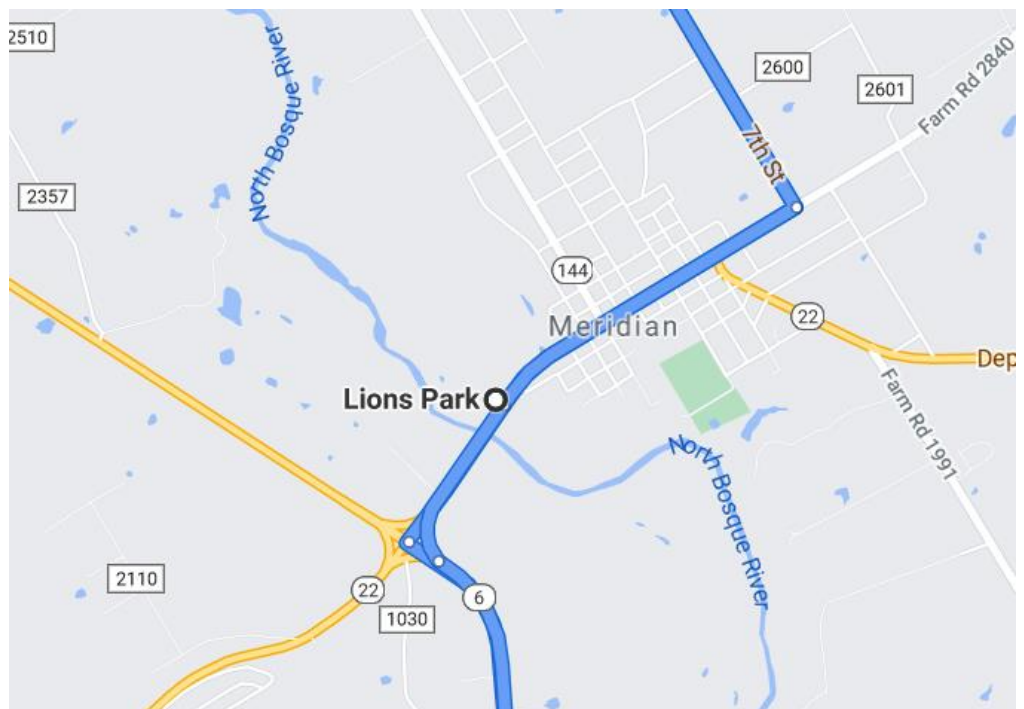 2510
North Bosque River
2600
2601
Farm Rd 2840
7th St
2357
144
22
Meridian
Dep
Lions Park
Farm Rd 1991
North Bosque River
2110
22
6
1030